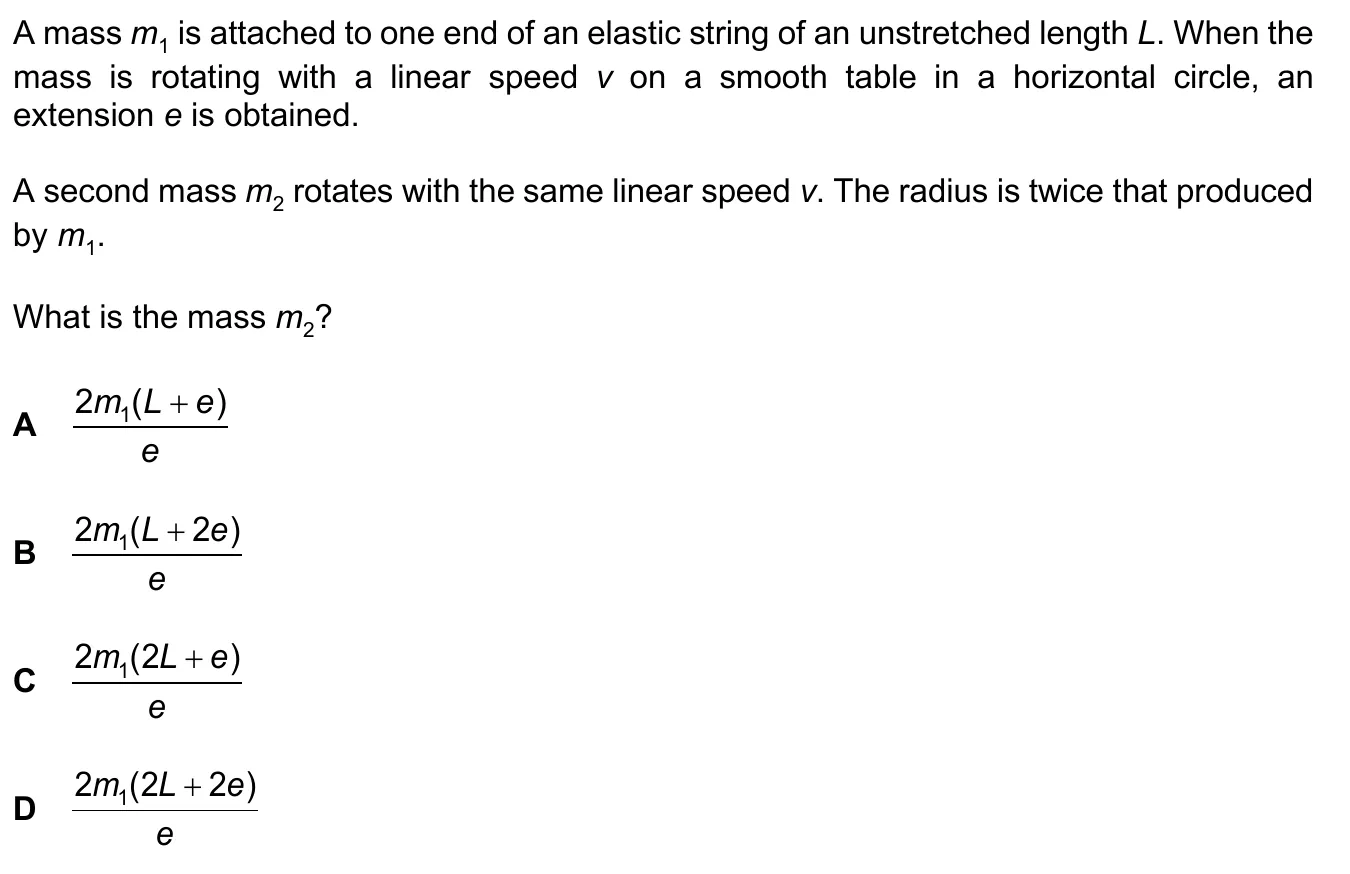 A mass m₁ is attached to one end of an elastic string of an unstretched length L. When the
mass is rotating with a linear speed v on a smooth table in a horizontal circle, an
extension e is obtained.
A second mass m₂ rotates with the same linear speed v. The radius is twice that produced
by m₁.
What is the mass m₂?
A 2m₁(L + e)
e
B 2m₁(L + 2e)
e
C 2m₁(2L + e)
e
D 2m₁(2L + 2e)
e